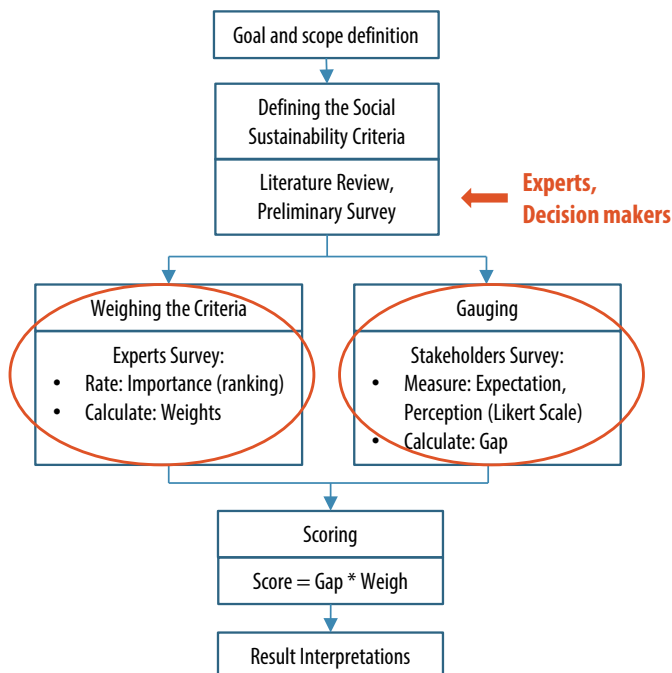 Goal and scope definition
Defining the Social
Sustainability Criteria
Literature Review,
Preliminary Survey
Experts,
Decision makers
Weighing the Criteria
Experts Survey:
• Rate: Importance (ranking)
• Calculate: Weights
Gauging
Stakeholders Survey:
• Measure: Expectation,
Perception (Likert Scale)
• Calculate: Gap
Scoring
Score = Gap * Weigh
Result Interpretations